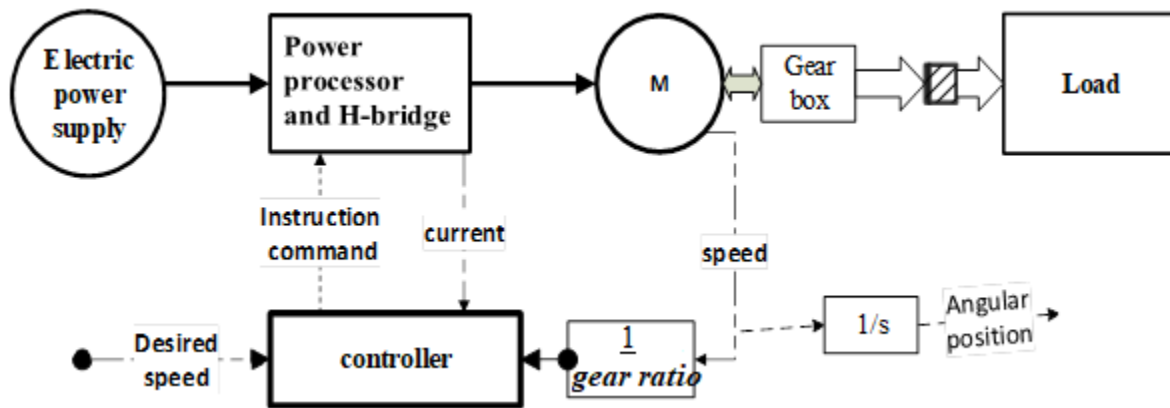 Electric
power
supply
Power
processor
and H-bridge
M
Gear
box
Load
Instruction
command
current
speed
Desired
speed
controller
1
gear ratio
1/s
Angular
position